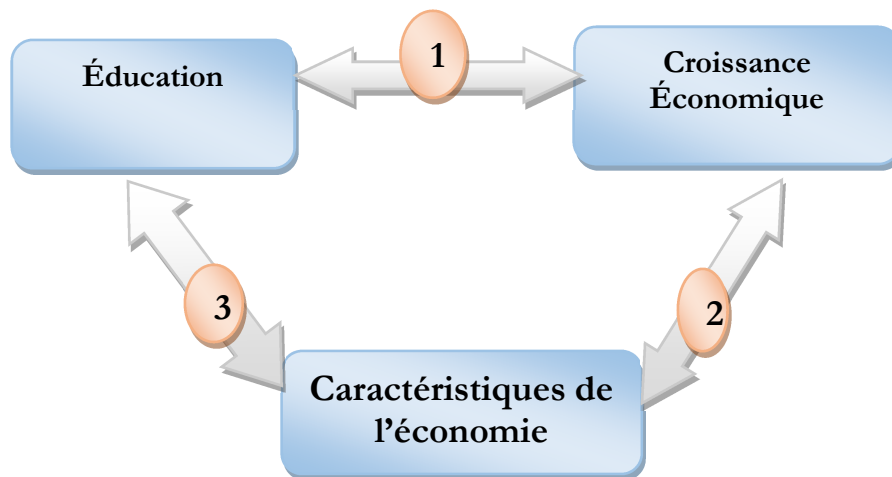 Éducation
1
Croissance
Économique
3
2
Caractéristiques de
l'économie